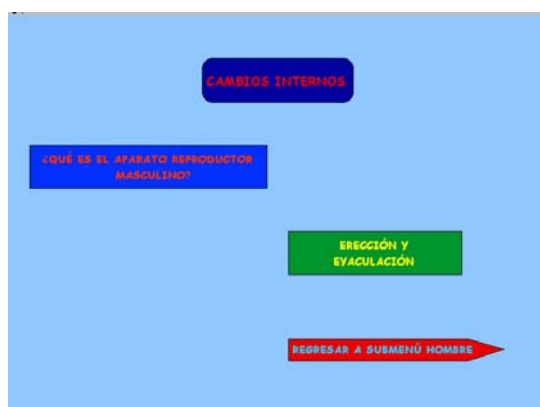 CAMBIOS INTERNOS
¿QUÉ ES EL APARATO REPRODUCTOR
MASCULINO?
ERECCIÓN Y
EYACULACIÓN
REGRESAR A SUBMENÚ HOMBRE